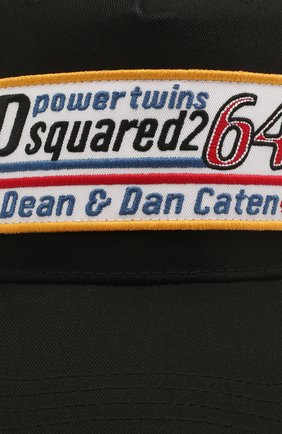 power twins
Dsquared2 64
Dean & Dan Caten